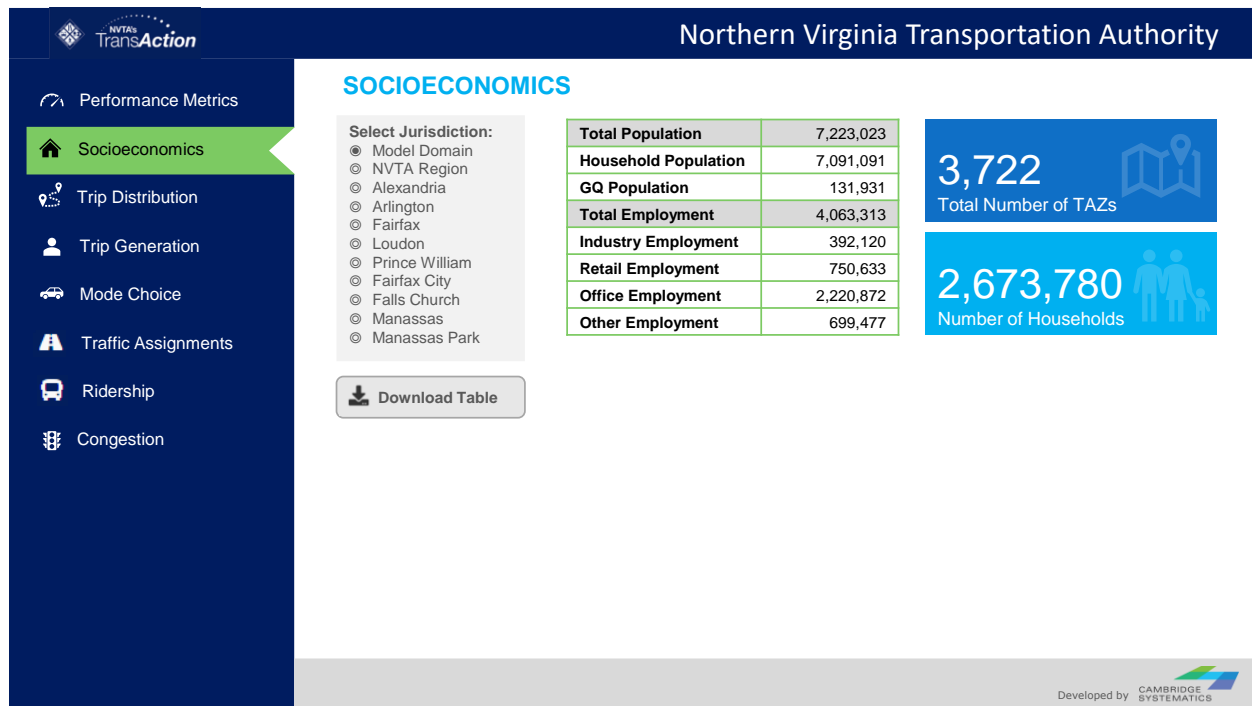 NVTA's
TransAction
Northern Virginia Transportation Authority
Performance Metrics
Socioeconomics
Trip Distribution
Trip Generation
Mode Choice
Traffic Assignments
Ridership
Congestion
SOCIOECONOMICS
Select Jurisdiction:
Model Domain
NVTA Region
Alexandria
Arlington
Fairfax
Loudon
Prince William
Fairfax City
Falls Church
Manassas
Manassas Park
Download Table
Total Population 7,223,023
Household Population 7,091,091
GQ Population 131,931
Total Employment 4,063,313
Industry Employment 392,120
Retail Employment 750,633
Office Employment 2,220,872
Other Employment 699,477
3,722
Total Number of TAZs
2,673,780
Number of Households
Developed by
CAMBRIDGE
SYSTEMATICS